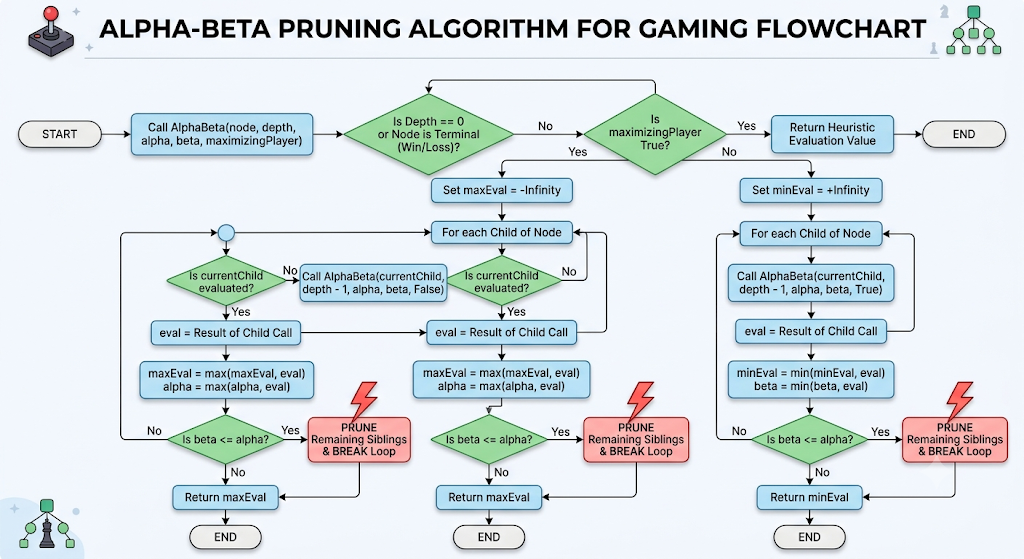 ALPHA-BETA PRUNING ALGORITHM FOR GAMING FLOWCHART
START
Call AlphaBeta(node, depth,
alpha, beta, maximizingPlayer)
Is Depth == 0
or Node is Terminal
(Win/Loss)?
No
Is
maximizingPlayer
True?
Yes
Return Heuristic
Evaluation Value
END
Yes
No
Set maxEval = -Infinity
Set minEval = +Infinity
For each Child of Node
For each Child of Node
Is currentChild
evaluated?
No
Call AlphaBeta(currentChild,
depth - 1, alpha, beta, False)
Is currentChild
evaluated?
No
Call AlphaBeta(currentChild,
depth - 1, alpha, beta, True)
Yes
Yes
eval = Result of Child Call
eval = Result of Child Call
eval = Result of Child Call
maxEval = max(maxEval, eval)
alpha = max(alpha, eval)
maxEval = max(maxEval, eval)
alpha = max(alpha, eval)
minEval = min(minEval, eval)
beta = min(beta, eval)
No
Is beta <= alpha?
Yes
PRUNE
Remaining Siblings
& BREAK Loop
Is beta <= alpha?
Yes
PRUNE
Remaining Siblings
& BREAK Loop
No
Is beta <= alpha?
Yes
PRUNE
Remaining Siblings
& BREAK Loop
No
No
No
Return maxEval
Return maxEval
Return minEval
END
END
END